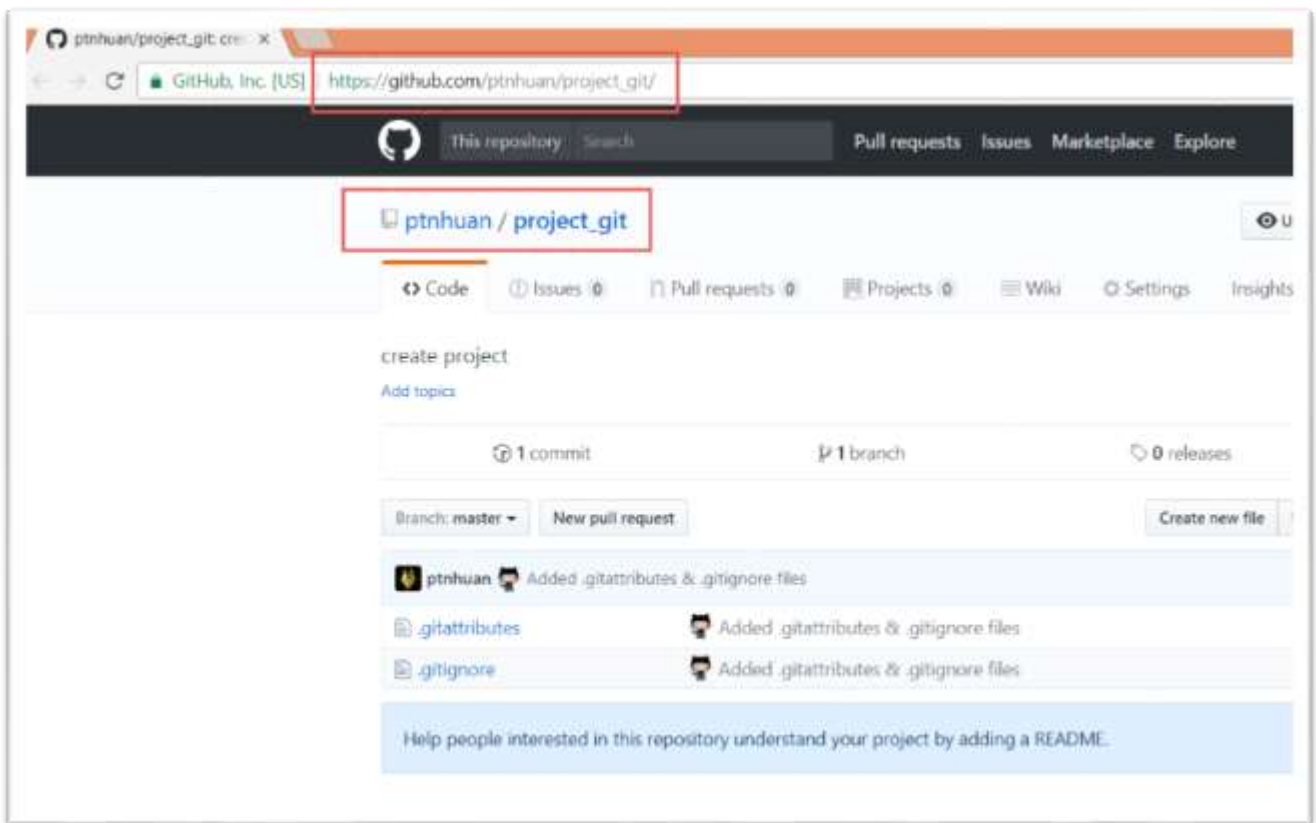 ptnhuan/project_git: cre
GitHub, Inc. [US] https://github.com/ptnhuan/project_git/
This repository Search Pull requests Issues Marketplace Explore
ptnhuan / project_git U
Code Issues 0 Pull requests 0 Projects 0 Wiki Settings Insights
create project
Add topics
1 commit 1 branch 0 releases
Branch: master New pull request Create new file
ptnhuan Added .gitattributes & .gitignore files
.gitattributes Added .gitattributes & .gitignore files
.gitignore Added .gitattributes & .gitignore files
Help people interested in this repository understand your project by adding a README.